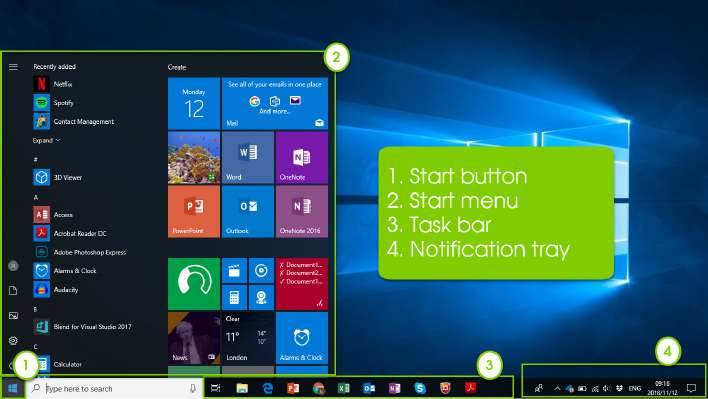 2
Recently added
Netflix
Spotify
Contact Management
Expand
#
3D Viewer
A
Access
Acrobat Reader DC
Adobe Photoshop Express
Alarms & Clock
Audacity
B
Blend for Visual Studio 2017
C
Calculator
Create
Monday
12
See all of your emails in one place
And more...
Mail
Word
OneNote
PowerPoint
Outlook
OneNote 2016
Document1...
Document2...
Document1...
News
Clear
11° 14°
10°
London
Alarms & Clock
1. Start button
2. Start menu
3. Task bar
4. Notification tray
1
3
4
Type here to search
ENG
09:16
2018/11/12